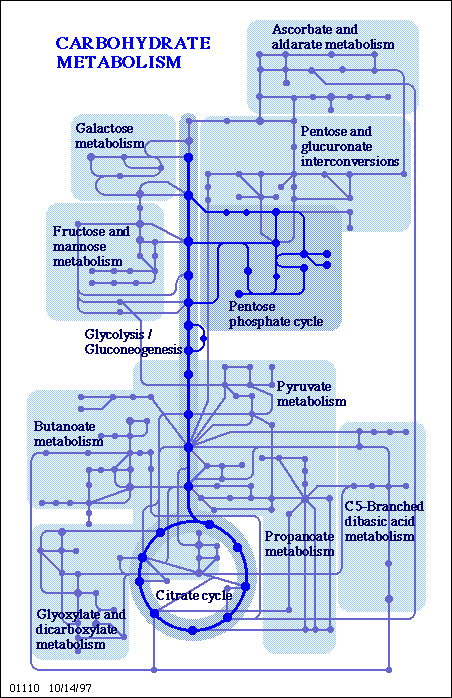 CARBOHYDRATE
METABOLISM
Ascorbate and
aldarate metabolism
Galactose
metabolism
Pentose and
glucuronate
interconversions
Fructose and
mannose
metabolism
Pentose
phosphate cycle
Glycolysis /
Gluconeogenesis
Pyruvate
metabolism
Butanoate
metabolism
C5-Branched
dibasic acid
metabolism
Propanoate
metabolism
Citrate cycle
Glyoxylate and
dicarboxylate
metabolism
01110 10/14/97